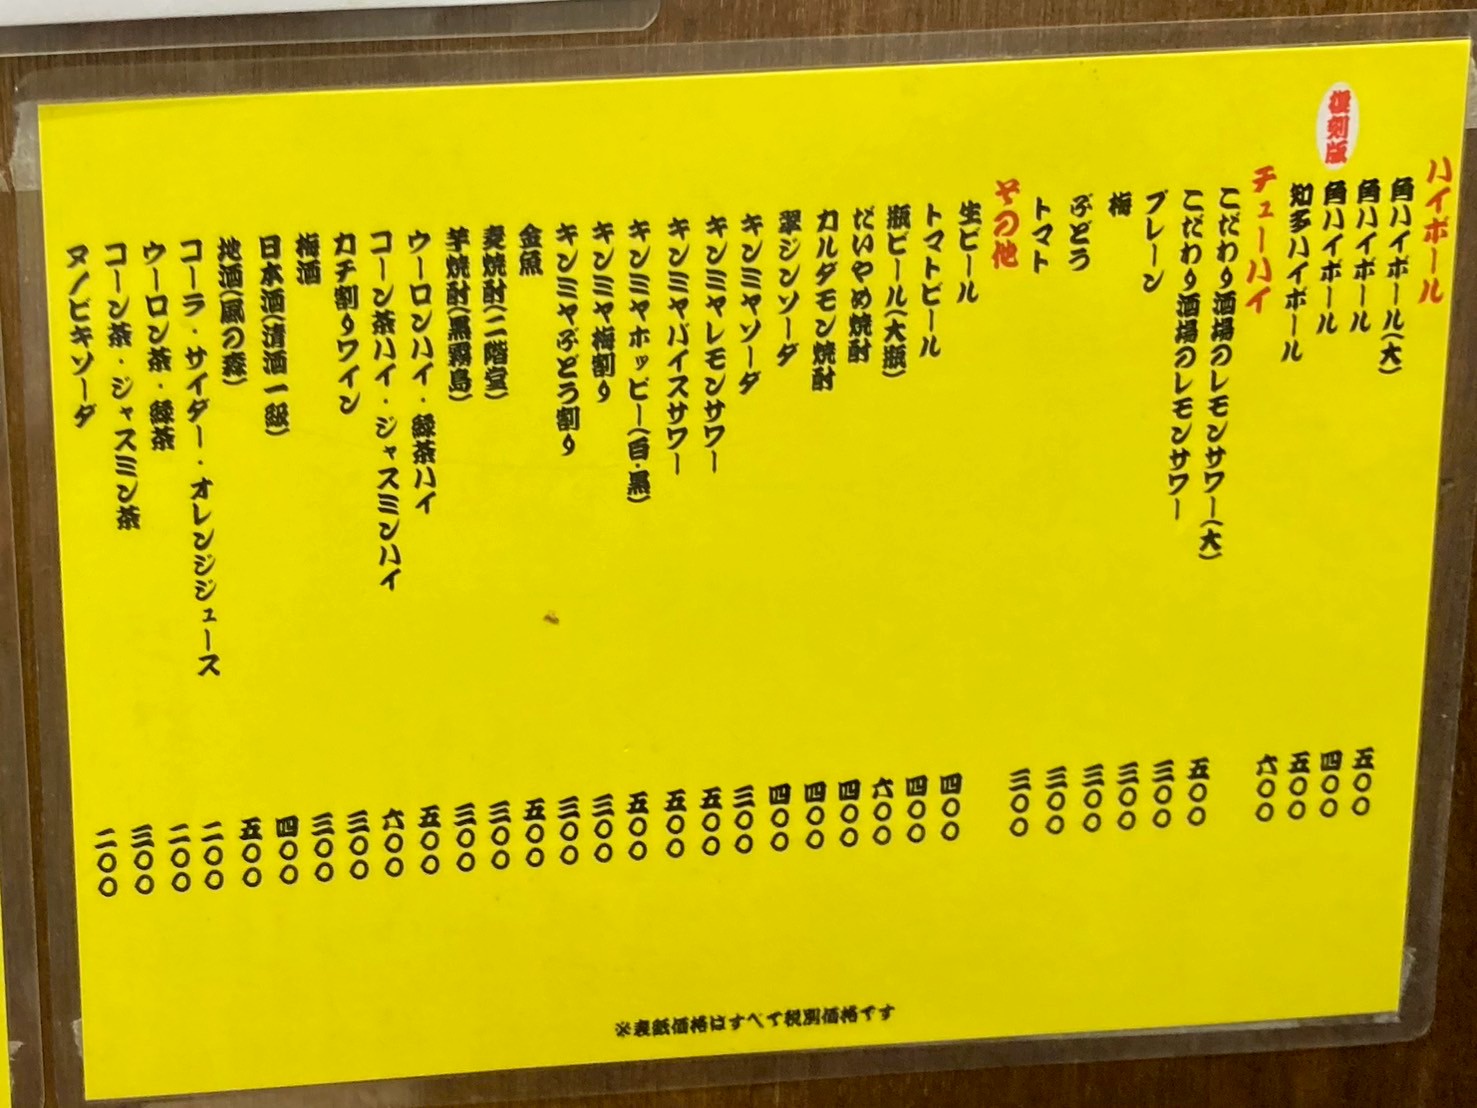 ハイボール
角ハイボール(大) 五〇〇
角ハイボール 四〇〇
復刻版 角ハイボール 五〇〇
知多ハイボール 六〇〇
チューハイ
こだわり酒場のレモンサワー(大) 五〇〇
こだわり酒場のレモンサワー 三〇〇
プレーン 三〇〇
梅 三〇〇
ぶどう 三〇〇
トマト 三〇〇
その他
生ビール 四〇〇
トマトビール 四〇〇
瓶ビール(大瓶) 六〇〇
だいやめ焼酎 四〇〇
カルダモン焼酎 四〇〇
翠ジンソーダ 四〇〇
キンミヤソーダ 三〇〇
キンミヤレモンサワー 五〇〇
キンミヤバイスサワー 五〇〇
キンミヤホッピー(白・黒) 五〇〇
キンミヤ梅割り 三〇〇
キンミヤぶどう割り 三〇〇
金魚 五〇〇
麦焼酎(二階堂) 三〇〇
芋焼酎(黒霧島) 三〇〇
ウーロンハイ・緑茶ハイ 五〇〇
コーン茶ハイ・ジャスミンハイ 六〇〇
カチ割りワイン 三〇〇
梅酒 三〇〇
日本酒(清酒一級) 四〇〇
地酒(風の森) 五〇〇
コーラ・サイダー・オレンジジュース 二〇〇
ウーロン茶・緑茶 二〇〇
コーン茶・ジャスミン茶 三〇〇
ヌノビキソーダ 二〇〇
※表紙価格はすべて税別価格です